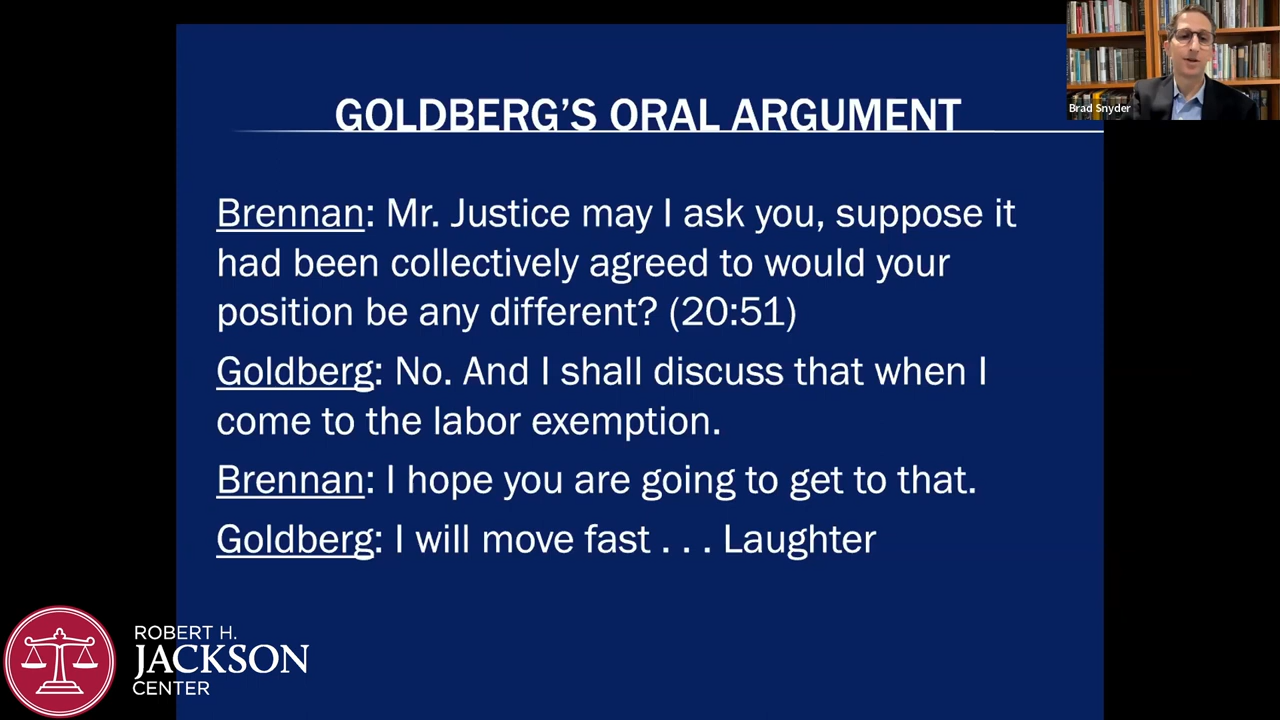 Brad Snyder
GOLDBERG'S ORAL ARGUMENT
Brennan: Mr. Justice may I ask you, suppose it
had been collectively agreed to would your
position be any different? (20:51)
Goldberg: No. And I shall discuss that when I
come to the labor exemption.
Brennan: I hope you are going to get to that.
Goldberg: I will move fast . . . Laughter
ROBERT H.
JACKSON
CENTER